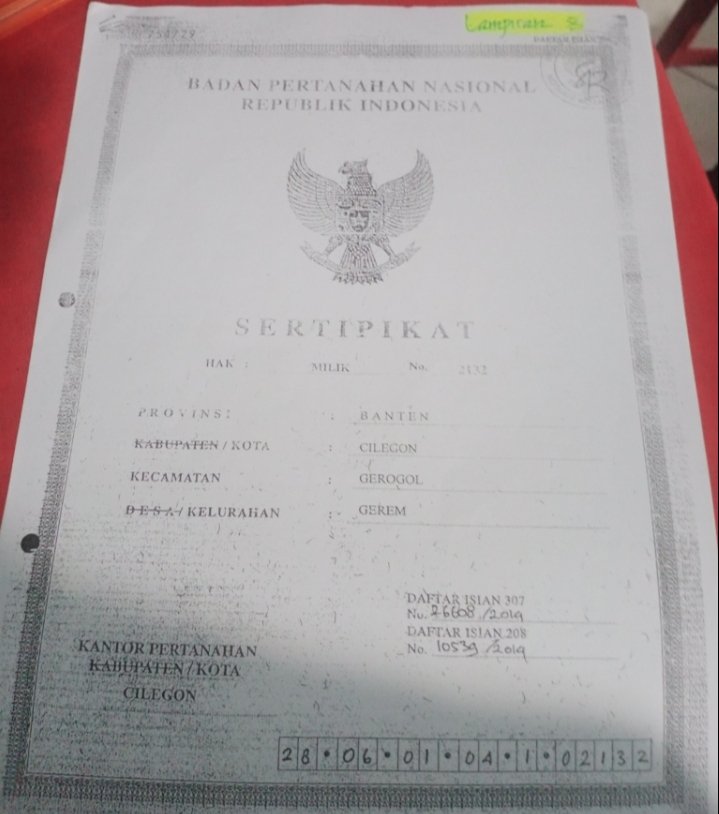 Lampiran 8
DAFTAR ISIAN
BADAN PERTANAHAN NASIONAL
REPUBLIK INDONESIA
SERTIPIKAT
HAK : MILIK No. 2132
PROVINSI : BANTEN
KABUPATEN / KOTA : CILEGON
KECAMATAN : GEROGOL
DESA / KELURAHAN : GEREM
DAFTAR ISIAN 307
No. 26608 /2019
DAFTAR ISIAN 208
No. 10539 /2019
KANTOR PERTANAHAN
KABUPATEN / KOTA
CILEGON
28•06•01•04•1•02132